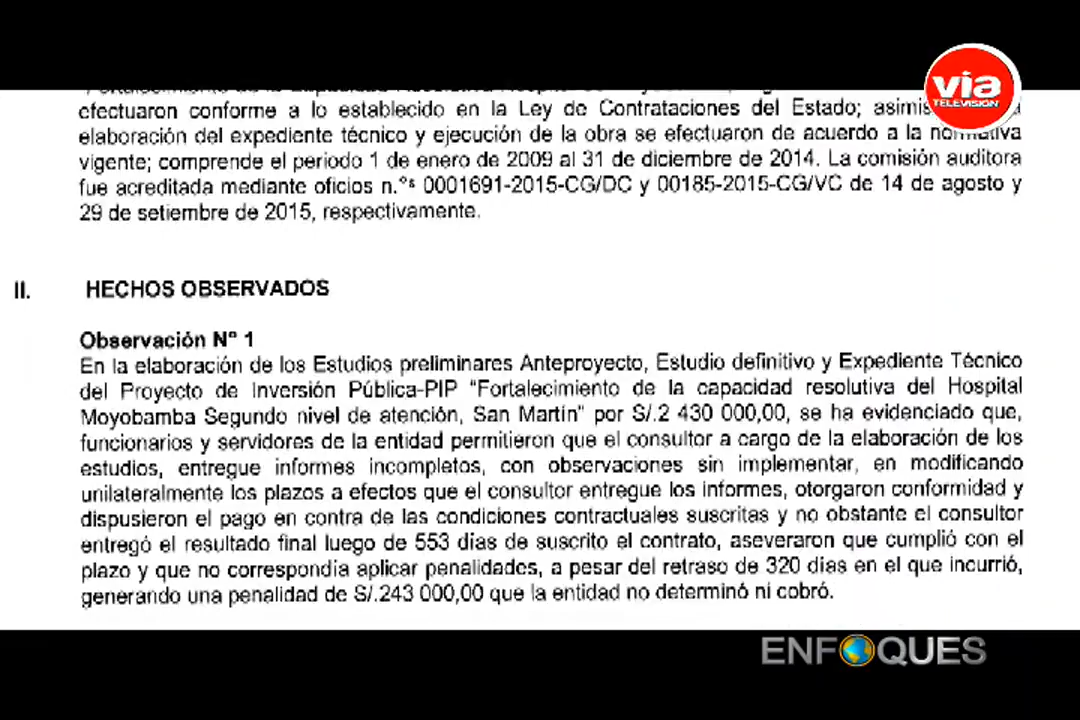 efectuaron conforme a lo establecido en la Ley de Contrataciones del Estado;
elaboración del expediente técnico y ejecución de la obra se efectuaron de acuerdo a la normativa
vigente; comprende el periodo 1 de enero de 2009 al 31 de diciembre de 2014. La comisión auditora
fue acreditada mediante oficios n.°ˢ 0001691-2015-CG/DC y 00185-2015-CG/VC de 14 de agosto y
29 de setiembre de 2015, respectivamente.
II. HECHOS OBSERVADOS
Observación N° 1
En la elaboración de los Estudios preliminares Anteproyecto, Estudio definitivo y Expediente Técnico
del Proyecto de Inversión Pública-PIP "Fortalecimiento de la capacidad resolutiva del Hospital
Moyobamba Segundo nivel de atención, San Martín" por S/.2 430 000,00, se ha evidenciado que,
funcionarios y servidores de la entidad permitieron que el consultor a cargo de la elaboración de los
estudios, entregue informes incompletos, con observaciones sin implementar, en modificando
unilateralmente los plazos a efectos que el consultor entregue los informes, otorgaron conformidad y
dispusieron el pago en contra de las condiciones contractuales suscritas y no obstante el consultor
entregó el resultado final luego de 553 días de suscrito el contrato, aseveraron que cumplió con el
plazo y que no correspondía aplicar penalidades, a pesar del retraso de 320 días en el que incurrió,
generando una penalidad de S/.243 000,00 que la entidad no determinó ni cobró.
vía
TELEVISIÓN
ENFOQUES